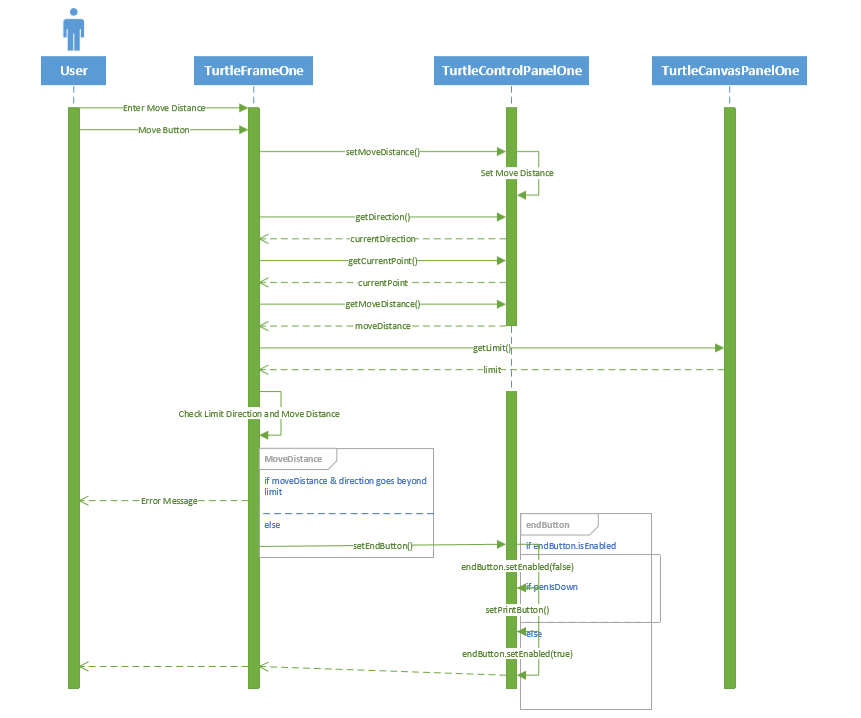 User
TurtleFrameOne
TurtleControlPanelOne
TurtleCanvasPanelOne
Enter Move Distance
Move Button
setMoveDistance()
Set Move Distance
getDirection()
currentDirection
getCurrentPoint()
currentPoint
getMoveDistance()
moveDistance
getLimit()
limit
Check Limit Direction and Move Distance
MoveDistance
if moveDistance & direction goes beyond
limit
Error Message
else
endButton
setEndButton()
if endButton.isEnabled
endButton.setEnabled(false)
if penIsDown
setPrintButton()
else
endButton.setEnabled(true)